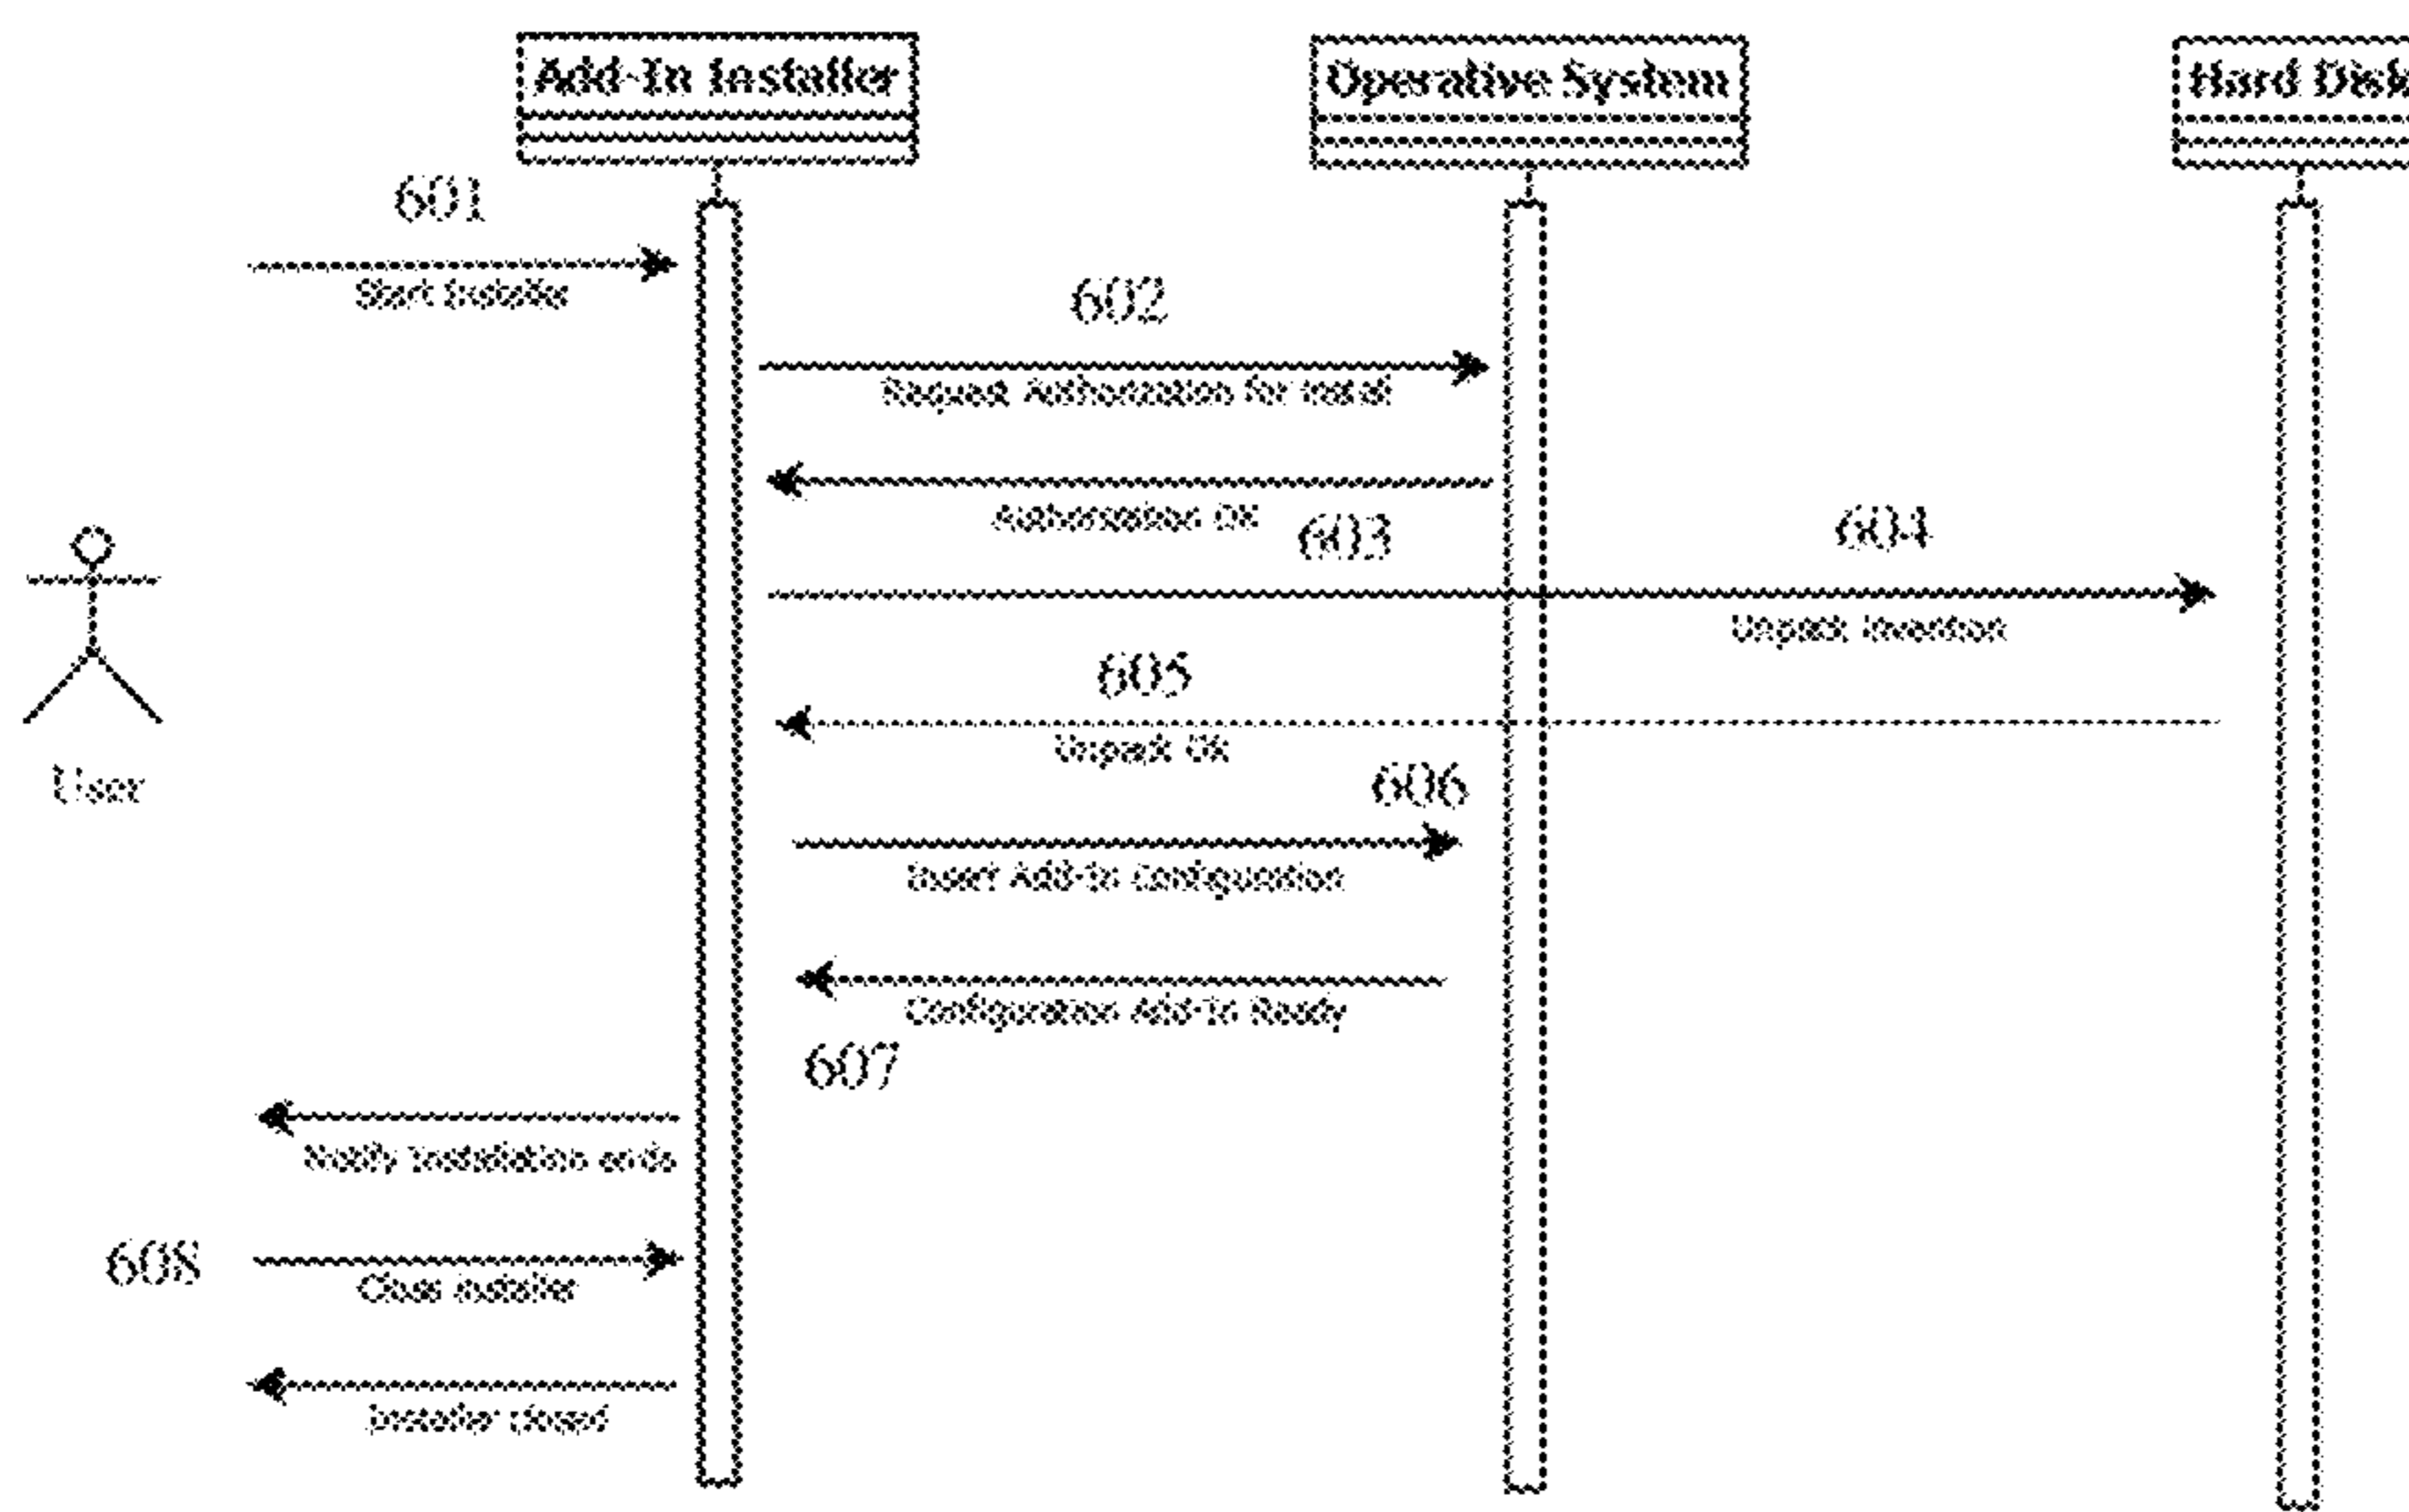 Add-In Installer
Operative System
Hard Disk
601
Start Installer
602
Request Authorization for Install
Authorization OK
603
604
Unpack Invention
605
Unpack OK
User
606
Insert Add-In Configuration
Configuration Add-In Ready
607
Notify Installation ends
608
Close Installer
Installer closed